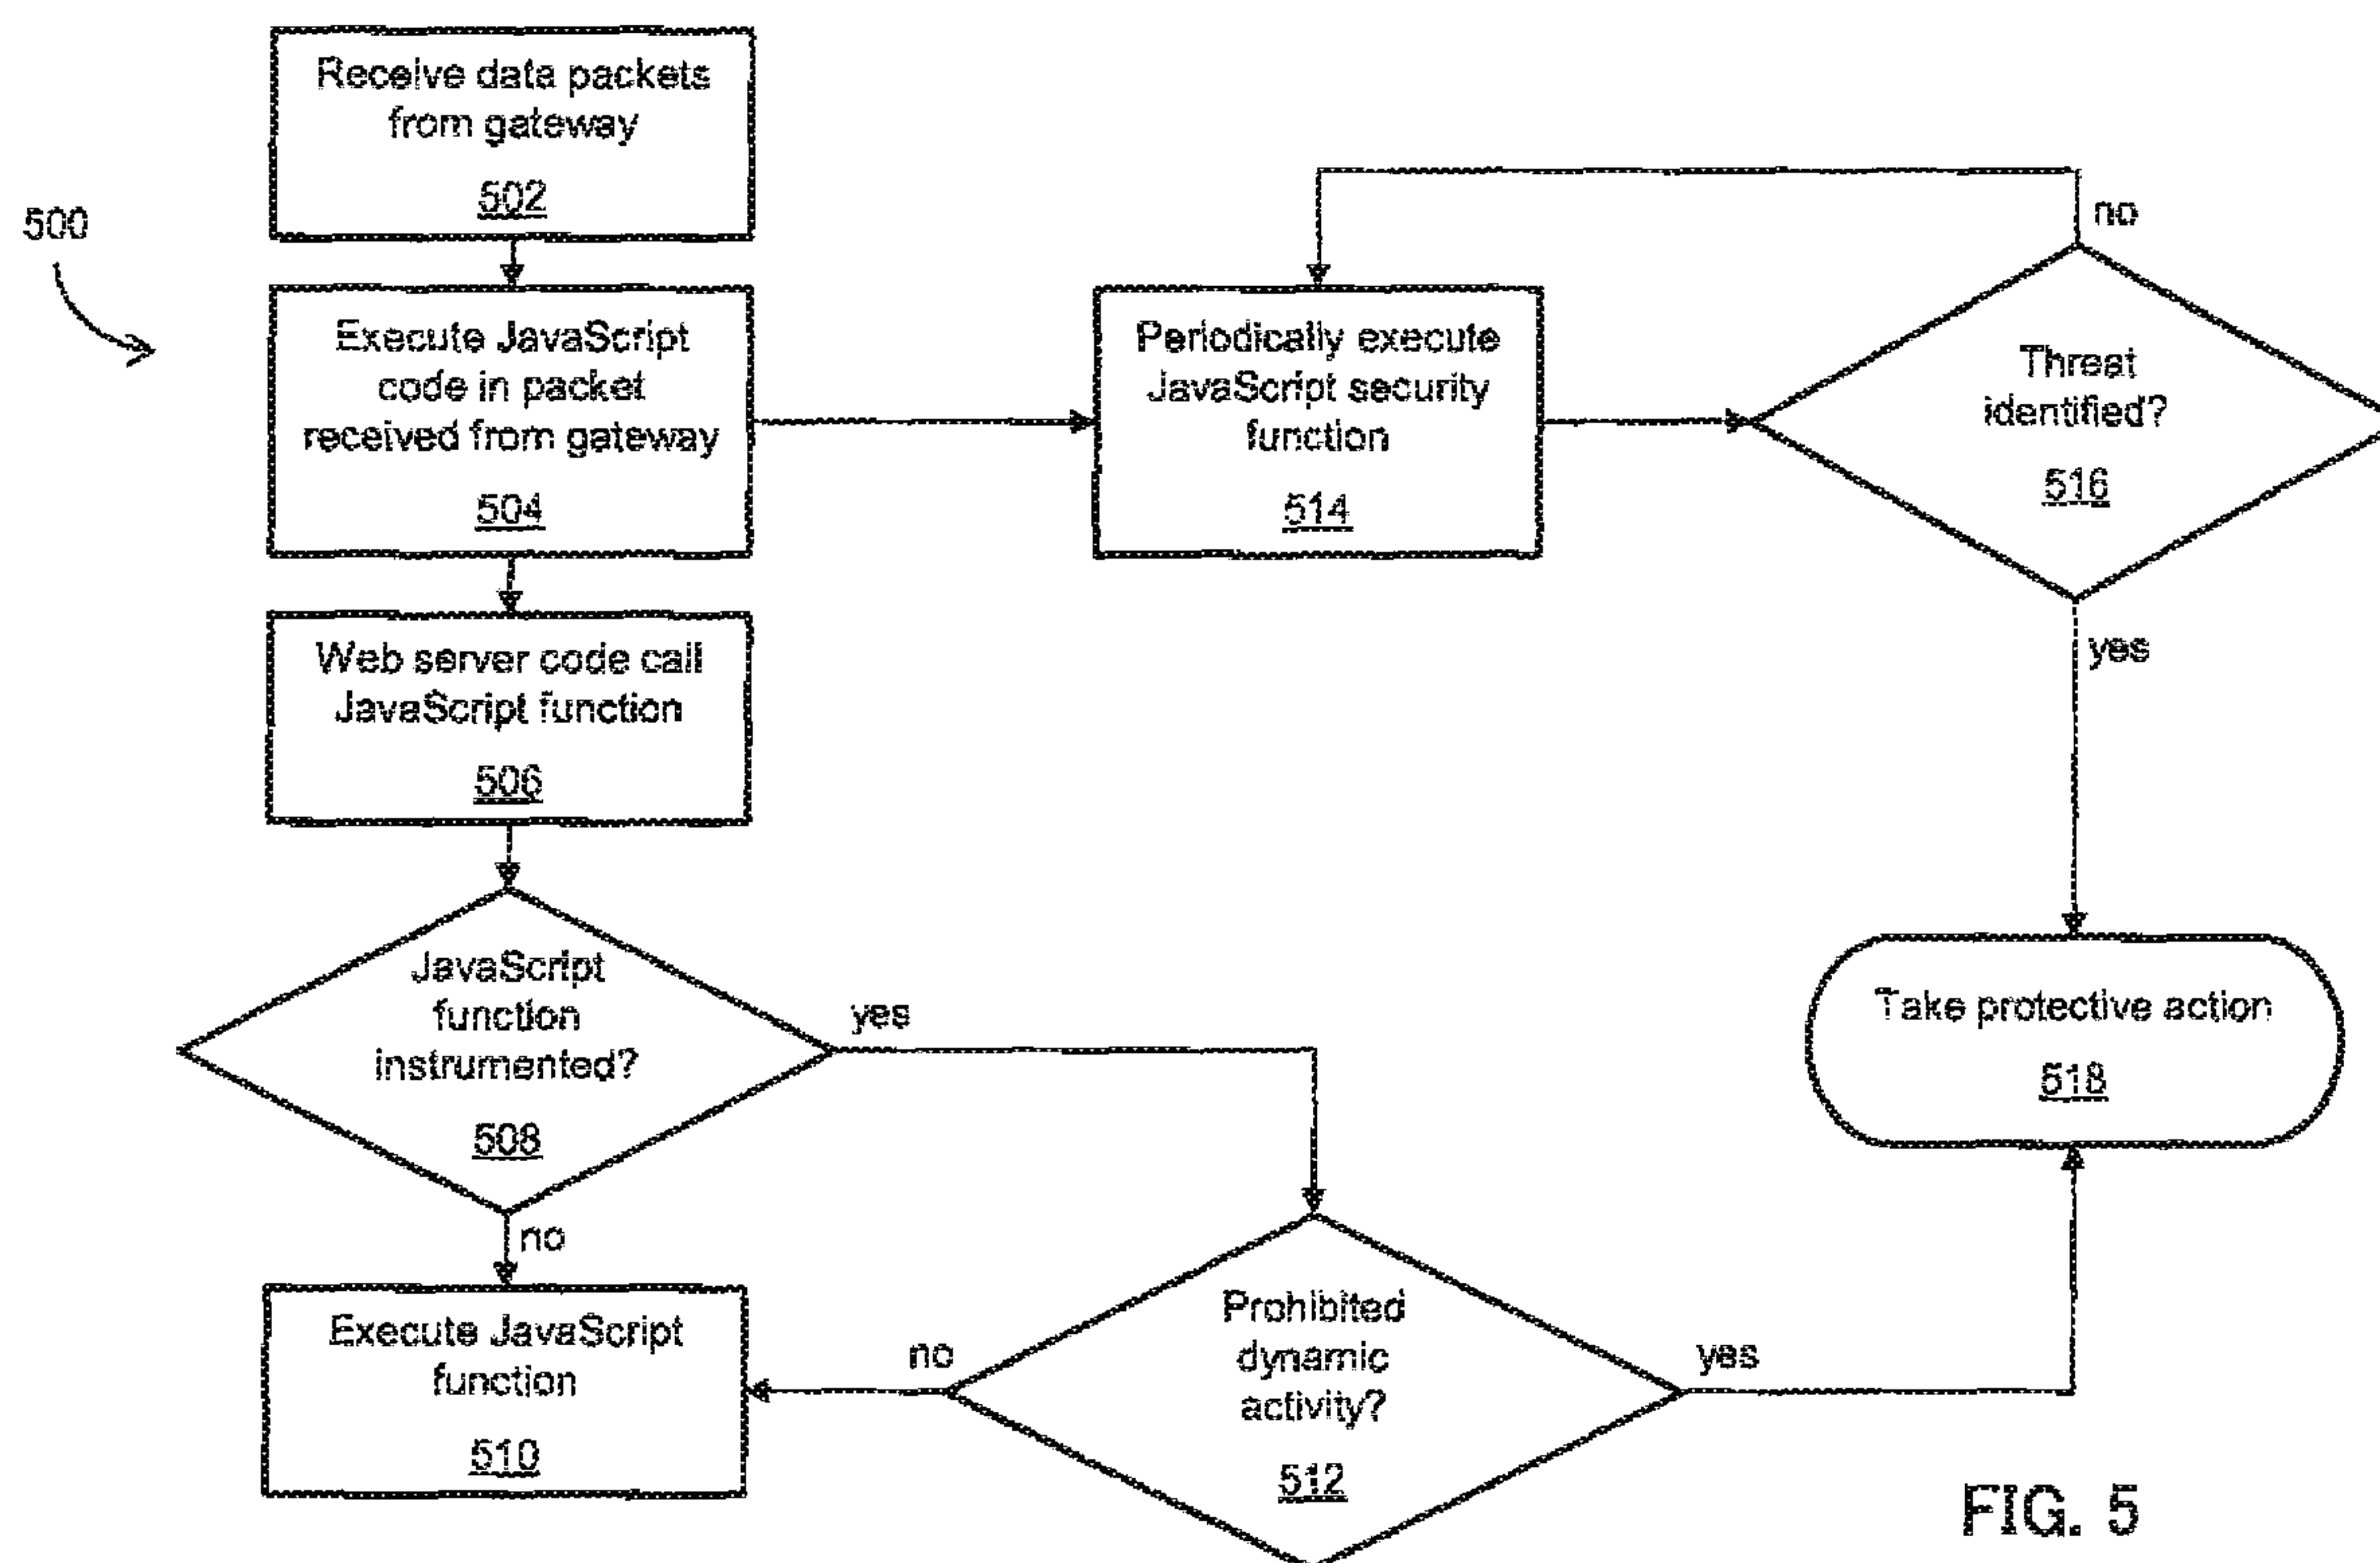 Receive data packets
from gateway
502
500
Execute JavaScript
code in packet
received from gateway
504
Periodically execute
JavaScript security
function
514
no
Threat
identified?
516
yes
Web server code call
JavaScript function
506
JavaScript
function
instrumented?
508
yes
no
Take protective action
518
Execute JavaScript
function
510
no
Prohibited
dynamic
activity?
512
yes
FIG. 5